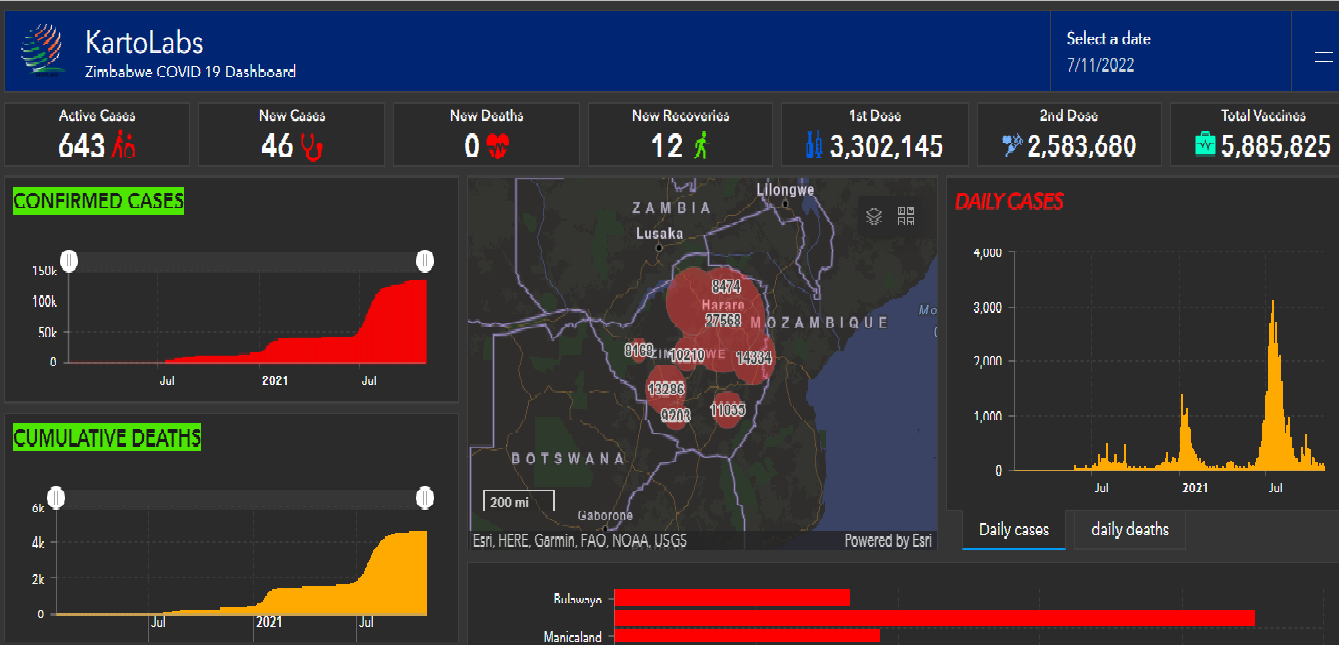 KartoLabs
Zimbabwe COVID 19 Dashboard
Select a date
7/11/2022
Active Cases
643
New Cases
46
New Deaths
0
New Recoveries
12
1st Dose
3,302,145
2nd Dose
2,583,680
Total Vaccines
5,885,825
CONFIRMED CASES
150k
100k
50k
0
Jul
2021
Jul
CUMULATIVE DEATHS
6k
4k
2k
0
Jul
2021
Jul
Lilongwe
ZAMBIA
Lusaka
8474
Harare
27568
MOZAMBIQUE
Mo
8169
10210
14334
13286
9203
11035
BOTSWANA
200 mi
Gaborone
Esri, HERE, Garmin, FAO, NOAA, USGS
Powered by Esri
DAILY CASES
4,000
3,000
2,000
1,000
0
Jul
2021
Jul
Daily cases
daily deaths
Bulawayo
Manicaland